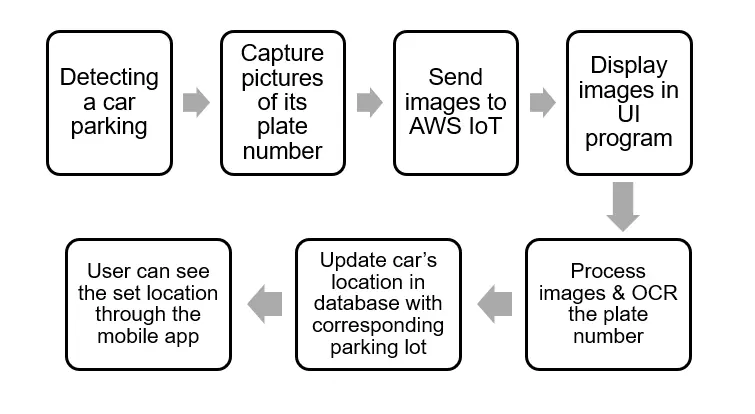 Detecting
a car
parking
Capture
pictures
of its
plate
number
Send
images to
AWS IoT
Display
images in
UI
program
Process
images & OCR
the plate
number
Update car's
location in
database with
corresponding
parking lot
User can see
the set location
through the
mobile app